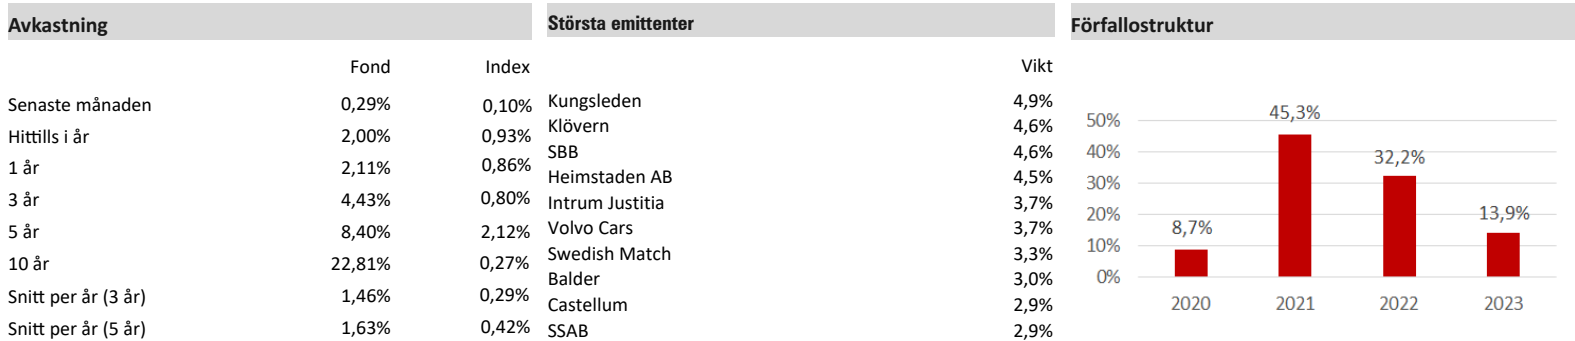 Avkastning
Fond Index
Senaste månaden 0,29% 0,10%
Hittills i år 2,00% 0,93%
1 år 2,11% 0,86%
3 år 4,43% 0,80%
5 år 8,40% 2,12%
10 år 22,81% 0,27%
Snitt per år (3 år) 1,46% 0,29%
Snitt per år (5 år) 1,63% 0,42%
Största emittenter
Vikt
Kungsleden 4,9%
Klövern 4,6%
SBB 4,6%
Heimstaden AB 4,5%
Intrum Justitia 3,7%
Volvo Cars 3,7%
Swedish Match 3,3%
Balder 3,0%
Castellum 2,9%
SSAB 2,9%
Förfallostruktur
50%
40%
30%
20%
10%
0%
8,7%
45,3%
32,2%
13,9%
2020 2021 2022 2023